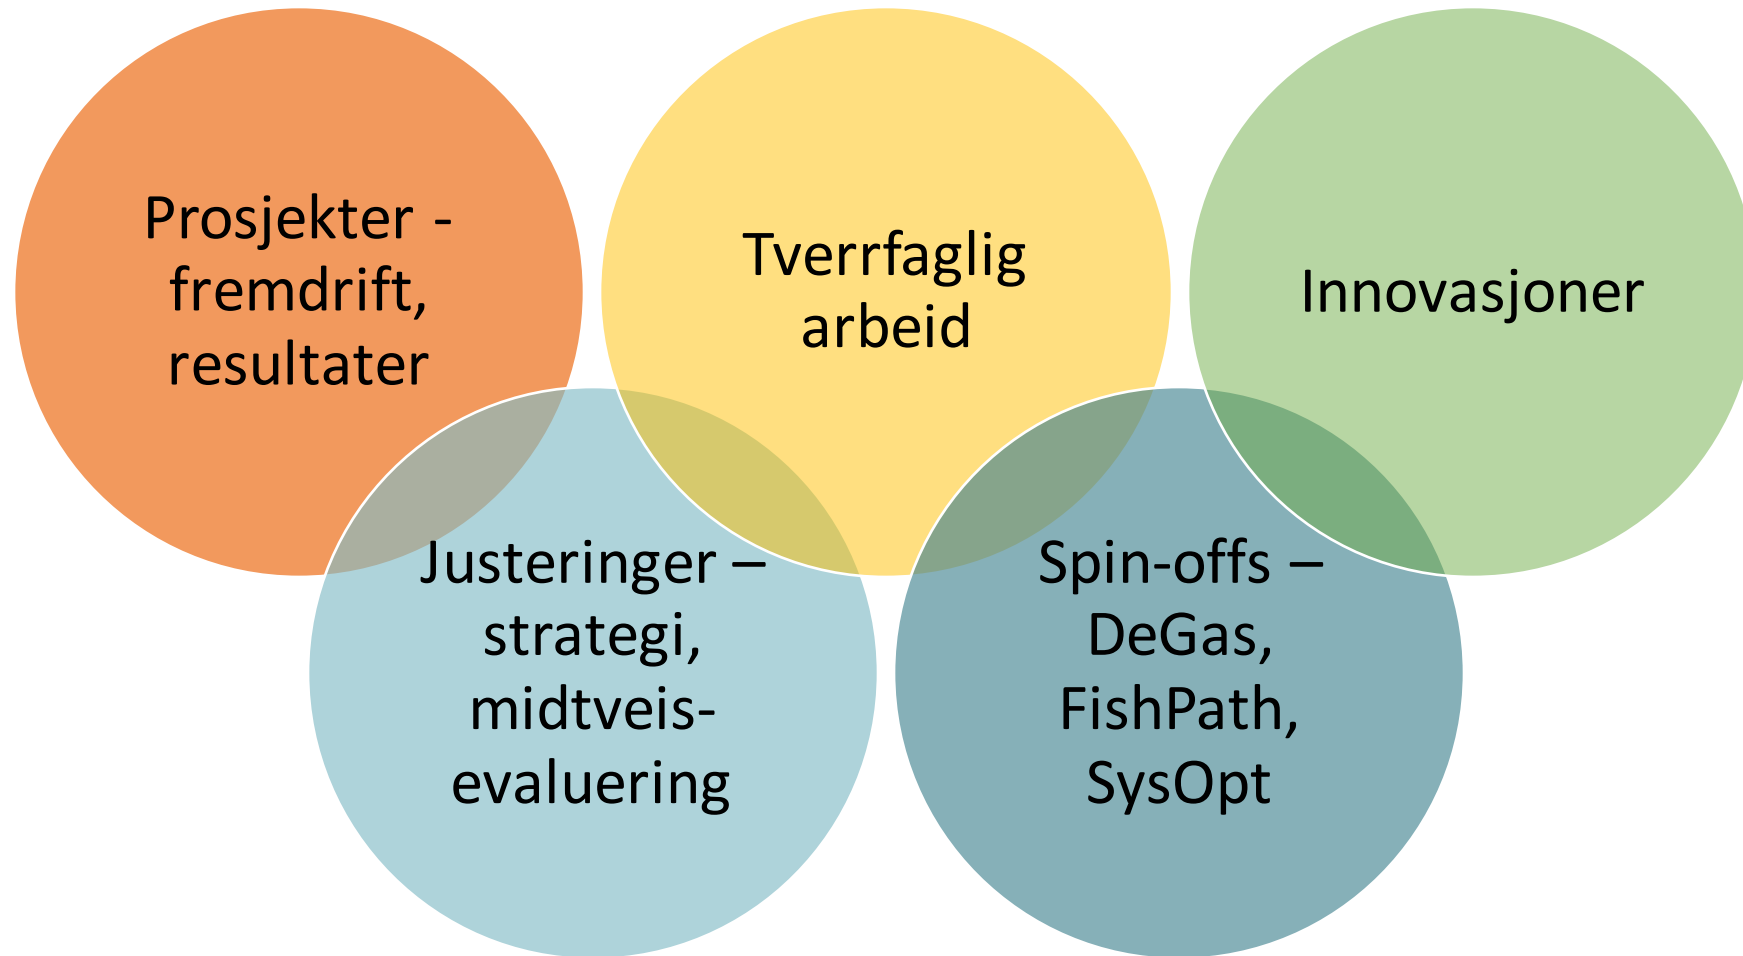 Prosjekter -
fremdrift,
resultater
Tverrfaglig
arbeid
Innovasjoner
Justeringer –
strategi,
midtveis-
evaluering
Spin-offs –
DeGas,
FishPath,
SysOpt